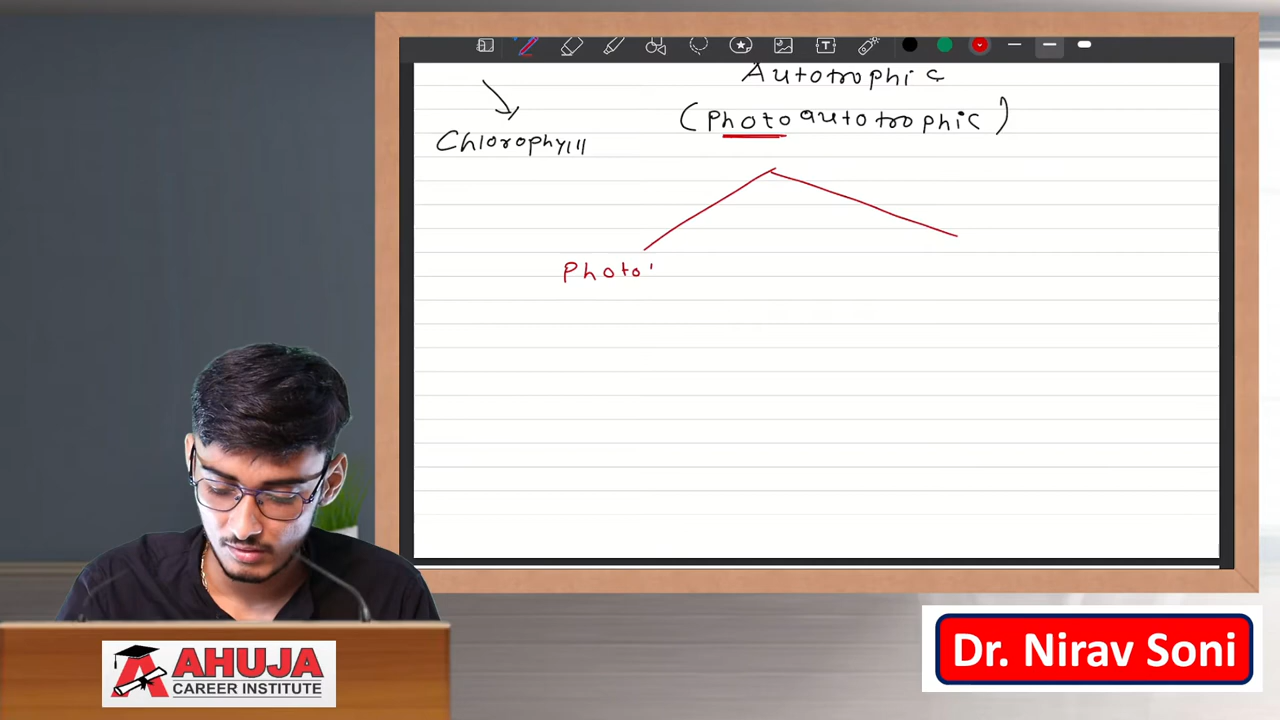 Autotrophic
(Photoautotrophic)
Chlorophyll
Photo
AHUJA
CAREER INSTITUTE
Dr. Nirav Soni